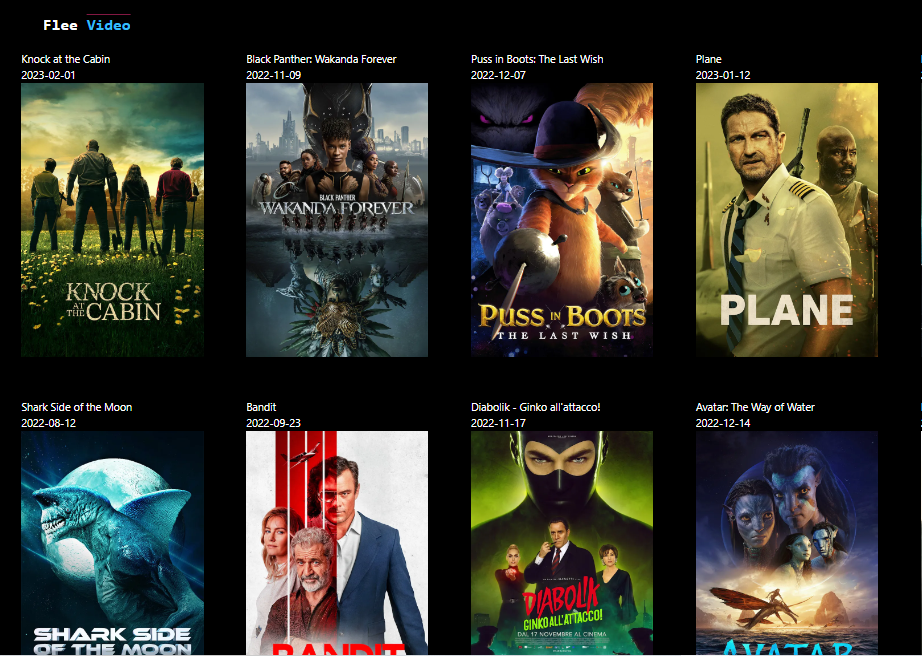 Flee Video
Knock at the Cabin
2023-02-01
Black Panther: Wakanda Forever
2022-11-09
Puss in Boots: The Last Wish
2022-12-07
Plane
2023-01-12
KNOCK
AT THE CABIN
BLACK PANTHER
WAKANDA FOREVER
PUSS IN BOOTS
THE LAST WISH
PLANE
Shark Side of the Moon
2022-08-12
Bandit
2022-09-23
Diabolik - Ginko all'attacco!
2022-11-17
Avatar: The Way of Water
2022-12-14
SHARK SIDE
OF THE MOON
BANDIT
DIABOLIK
GINKO ALL'ATTACCO!
DAL 17 NOVEMBRE AL CINEMA
AVATAR